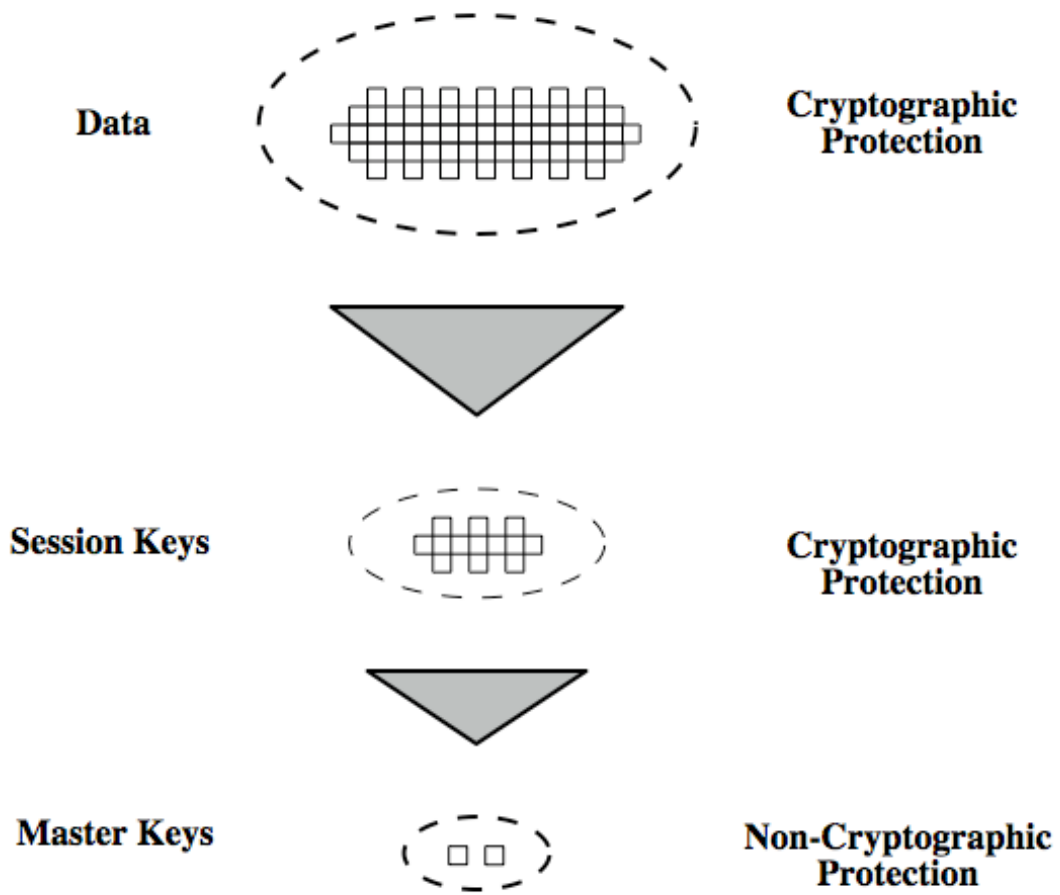 Data
Cryptographic
Protection
Session Keys
Cryptographic
Protection
Master Keys
Non-Cryptographic
Protection